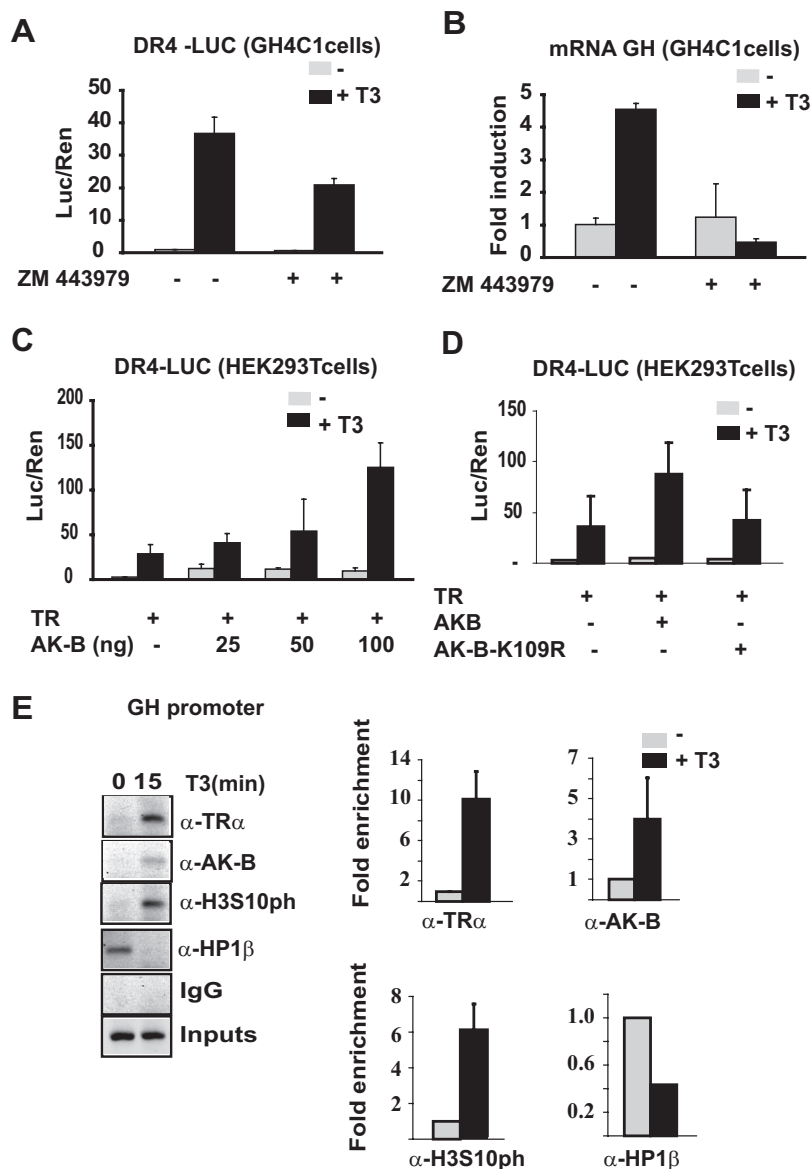 A
DR4 -LUC (GH4C1cells)
-
+ T3
Luc/Ren
50
40
30
20
10
0
ZM 443979 - - + +
B
mRNA GH (GH4C1cells)
-
+ T3
Fold induction
5
4
3
2
1
0
ZM 443979 - - + +
C
DR4-LUC (HEK293Tcells)
-
+ T3
Luc/Ren
200
150
100
50
0
TR + + + +
AK-B (ng) - 25 50 100
D
DR4-LUC (HEK293Tcells)
-
+ T3
Luc/Ren
150
100
50
-
TR + + +
AKB - + -
AK-B-K109R - - +
E
GH promoter
0 15 T3(min)
α-TRα
α-AK-B
α-H3S10ph
α-HP1β
IgG
Inputs
-
+ T3
Fold enrichment
14
10
6
2
α-TRα
7
5
3
1
α-AK-B
Fold enrichment
8
6
4
2
α-H3S10ph
1.0
0.6
0.2
α-HP1β